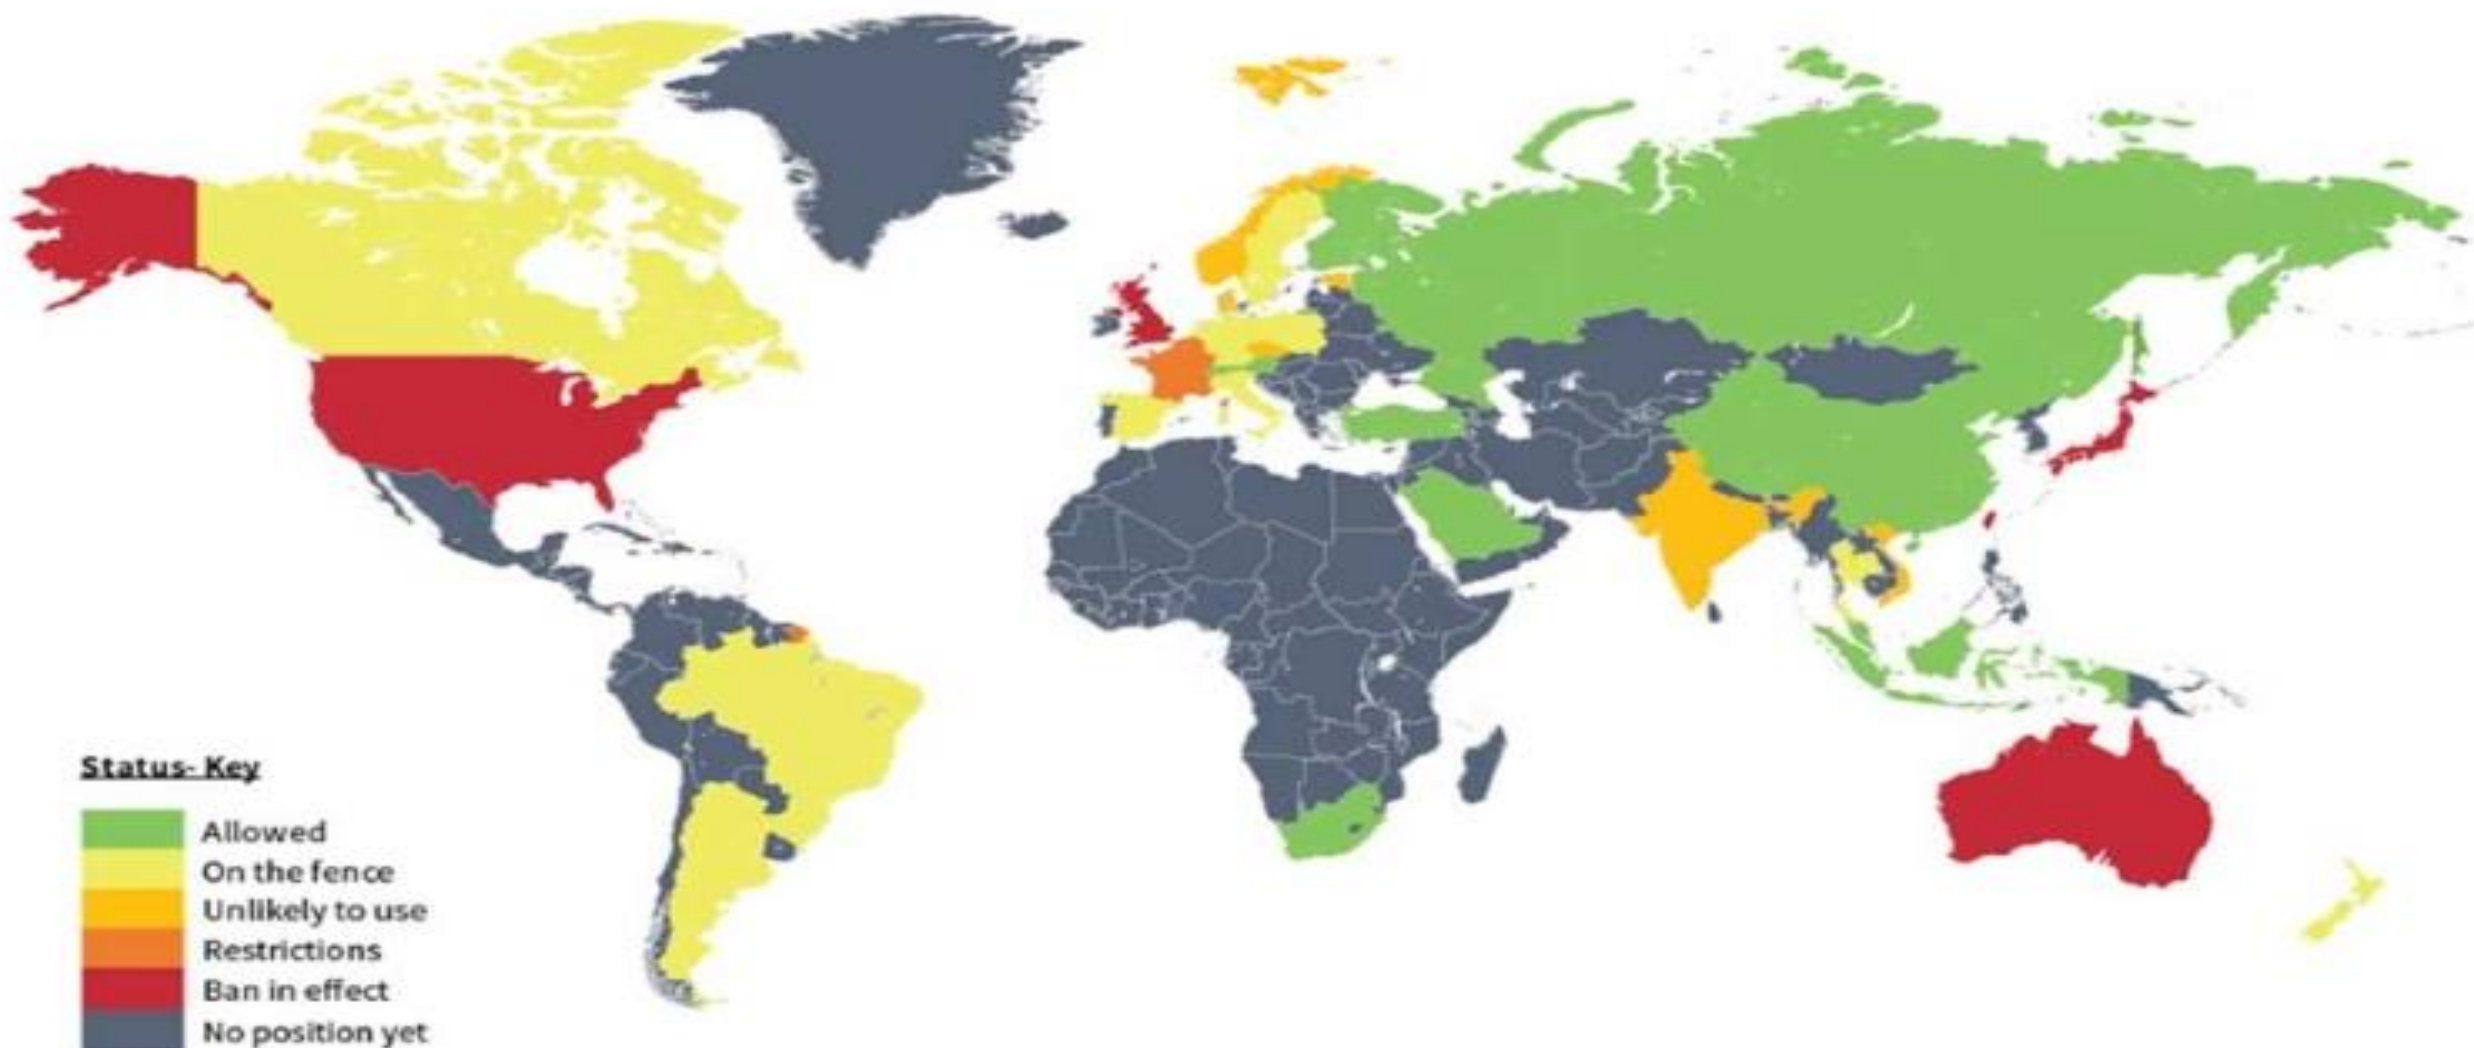 Status- Key
Allowed
On the fence
Unlikely to use
Restrictions
Ban in effect
No position yet